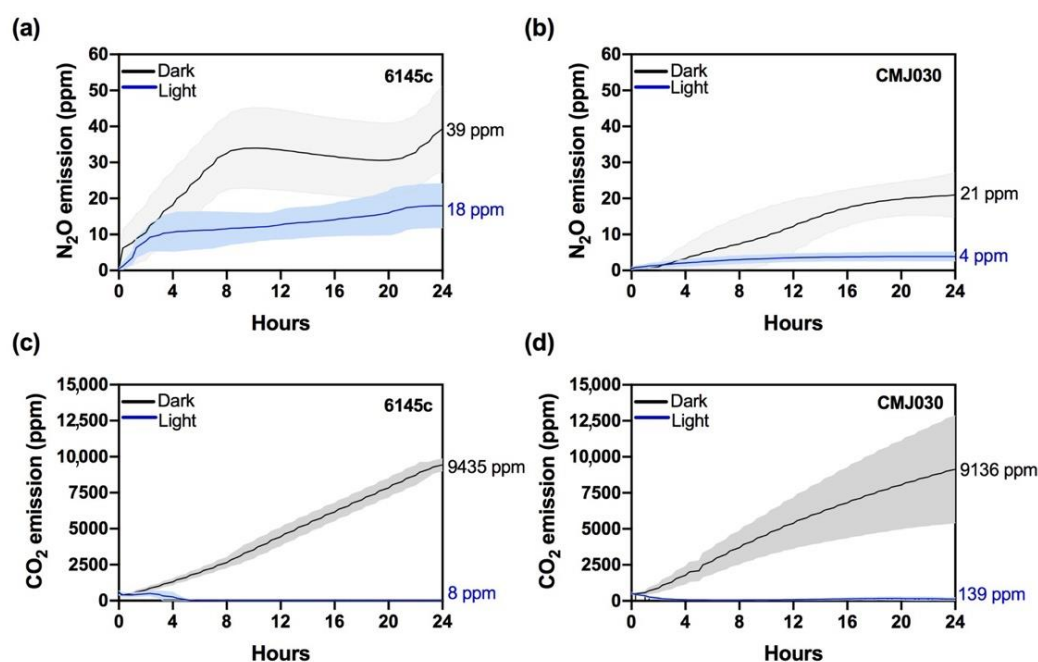 (a)
6145c
Dark
Light
N₂O emission (ppm)
60
50
40
30
20
10
0
39 ppm
18 ppm
0 4 8 12 16 20 24
Hours
(b)
CMJ030
Dark
Light
N₂O emission (ppm)
60
50
40
30
20
10
0
21 ppm
4 ppm
0 4 8 12 16 20 24
Hours
(c)
6145c
Dark
Light
CO₂ emission (ppm)
15,000
12,500
10,000
7500
5000
2500
0
9435 ppm
8 ppm
0 4 8 12 16 20 24
Hours
(d)
CMJ030
Dark
Light
CO₂ emission (ppm)
15,000
12,500
10,000
7500
5000
2500
0
9136 ppm
139 ppm
0 4 8 12 16 20 24
Hours